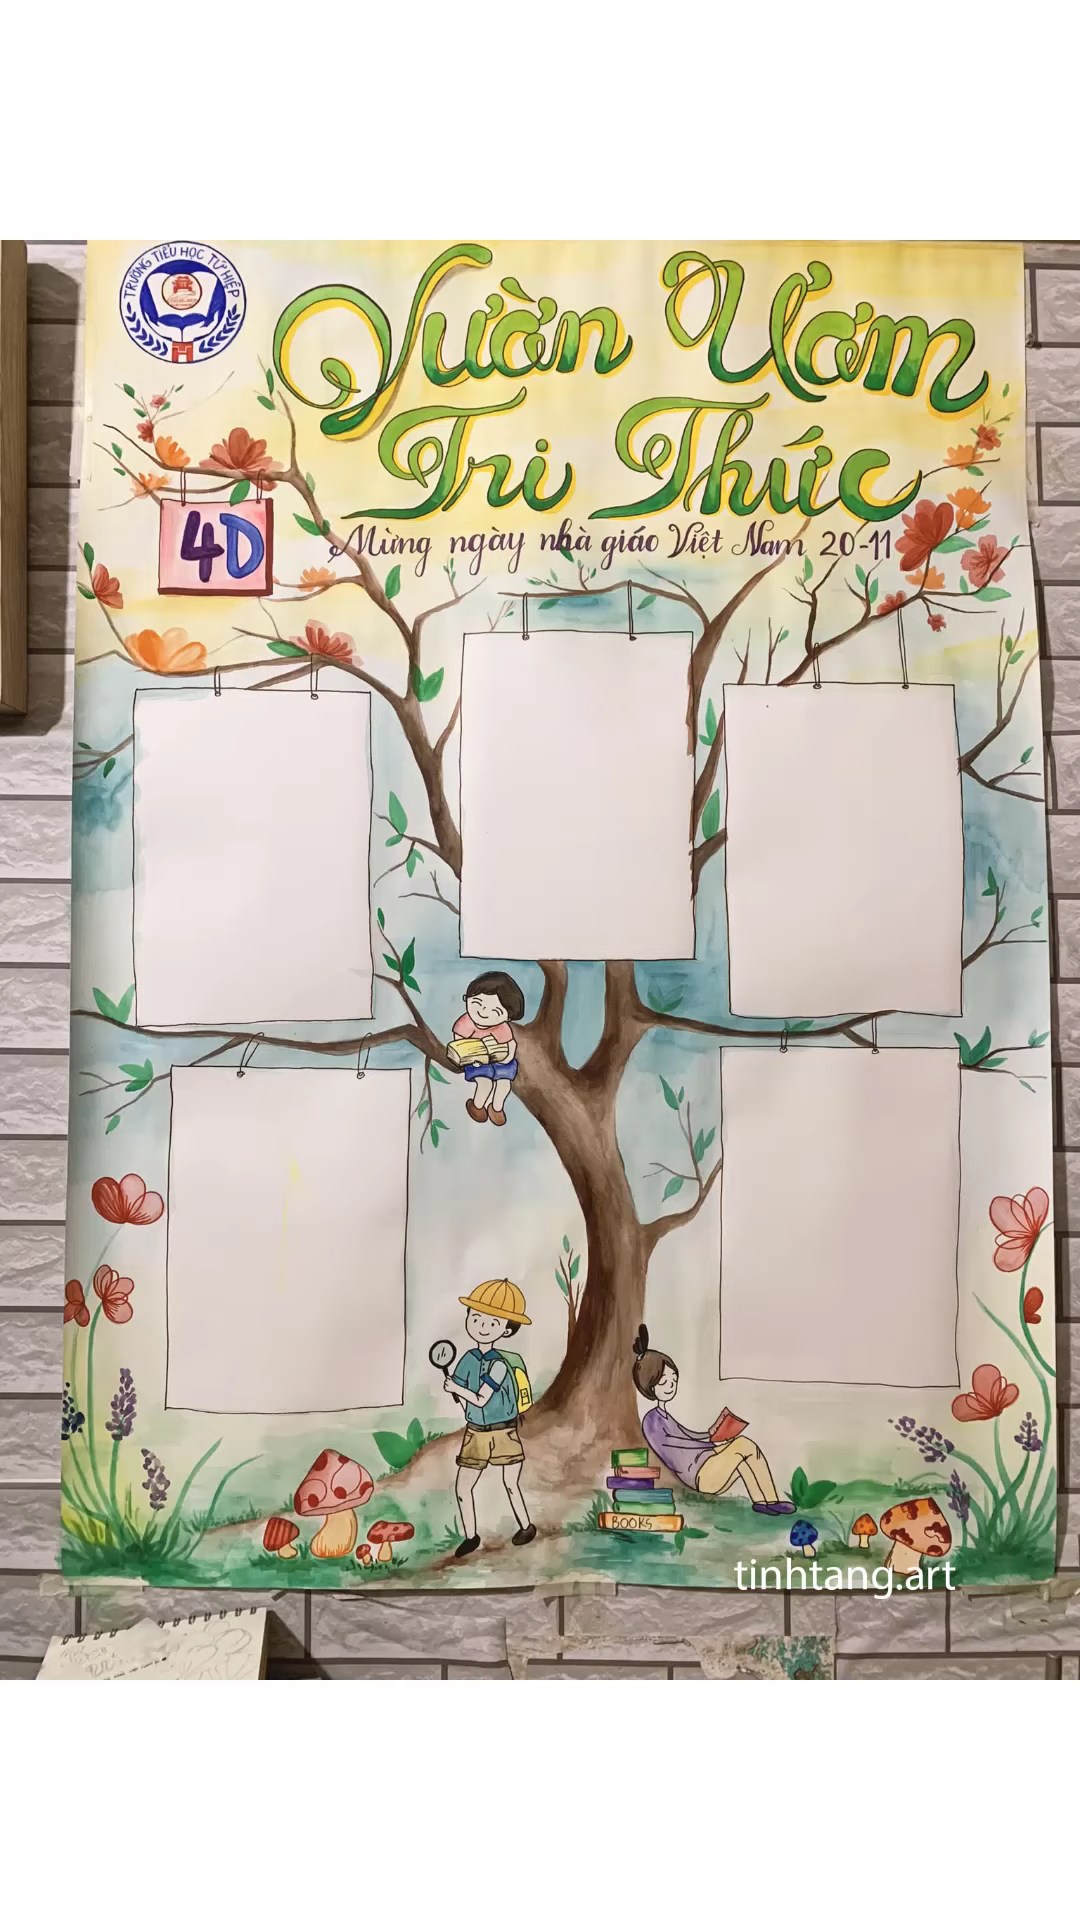 TRƯỜNG TIỂU HỌC TỨ HIỆP
Vườn Ươm
Tri Thức
Mừng ngày nhà giáo Việt Nam 20-11
4D
BOOKS
tinhtang.art